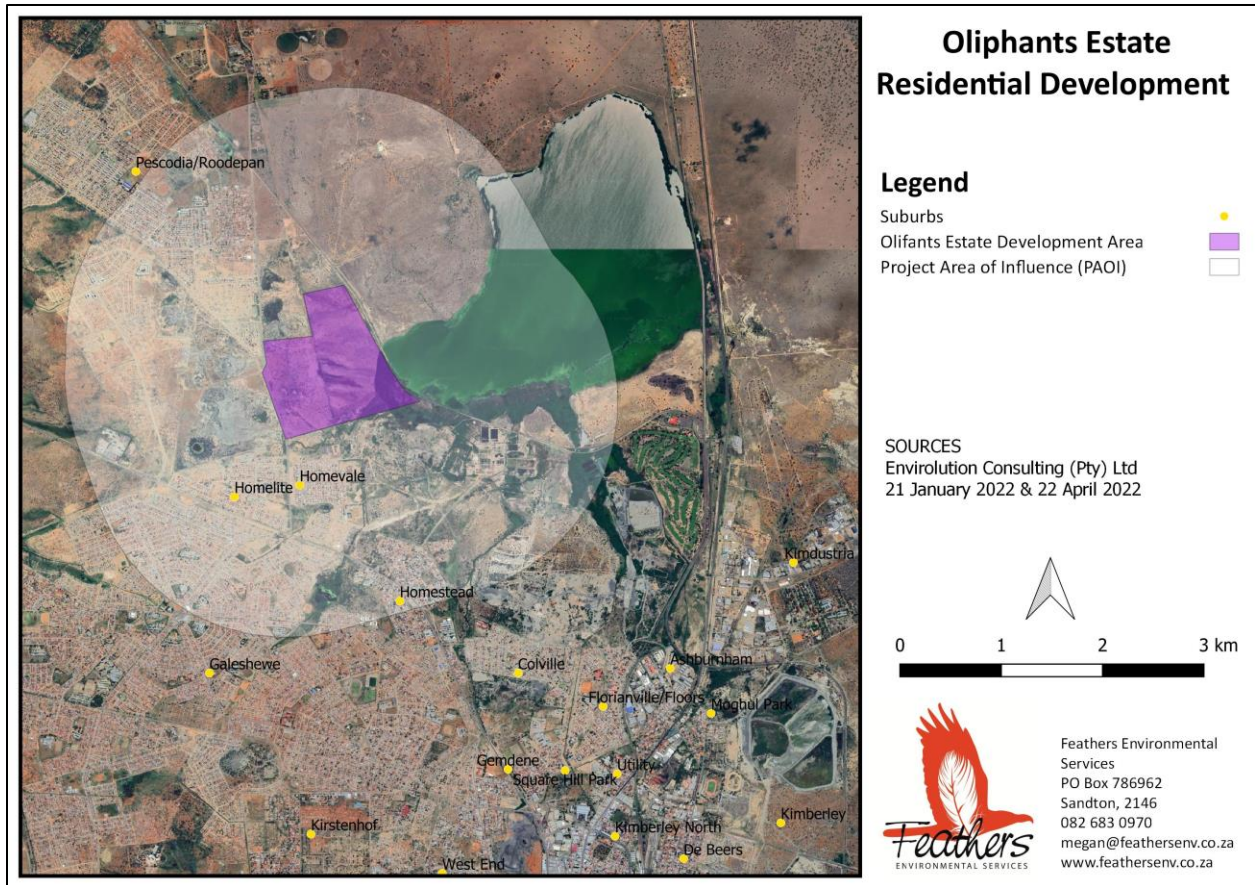 Oliphants Estate
Residential Development
Legend
Suburbs
Olifants Estate Development Area
Project Area of Influence (PAOI)
SOURCES
Envirolution Consulting (Pty) Ltd
21 January 2022 & 22 April 2022
0 1 2 3 km
Feathers
ENVIRONMENTAL SERVICES
Feathers Environmental
Services
PO Box 786962
Sandton, 2146
082 683 0970
megan@feathersenv.co.za
www.feathersenv.co.za
Pescodia/Roodepan
Homevale
Homelite
Kimdustria
Homestead
Galeshewe
Colville
Ashburnham
Florianville/Floors
Moghul Park
Gemdene
Square Hill Park
Utility
Kirstenhof
Kimberley North
Kimberley
De Beers
West End